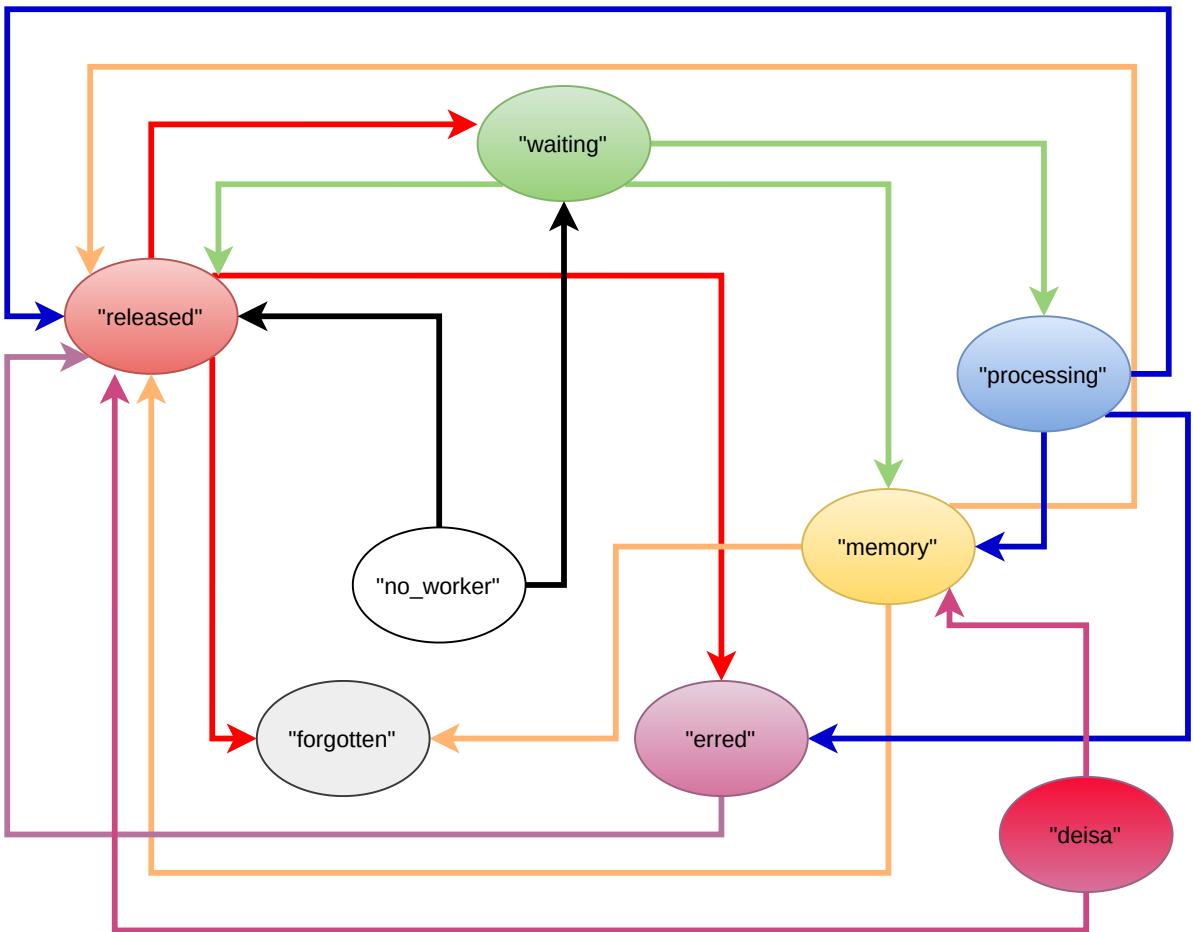 "waiting"
"released"
"processing"
"memory"
"no_worker"
"forgotten"
"erred"
"deisa"